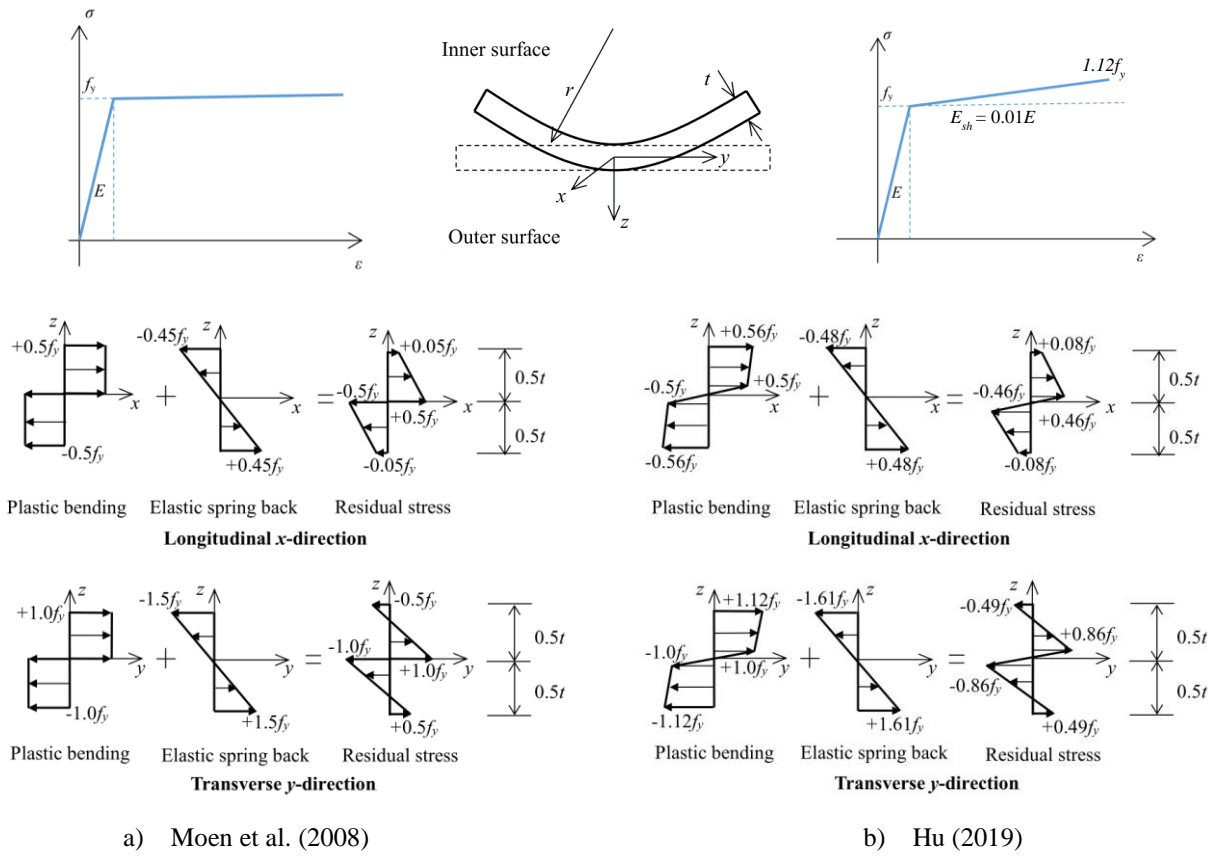 σ
f_y
E
ε
Inner surface
r
t
y
x
z
Outer surface
σ
1.12f_y
f_y
E_sh = 0.01E
E
ε
z
+0.5f_y
x
-0.5f_y
+
-0.45f_y
z
x
+0.45f_y
=
z
+0.05f_y
-0.5f_y
+0.5f_y
x
-0.05f_y
0.5t
0.5t
Plastic bending Elastic spring back Residual stress
Longitudinal x-direction
z
+0.56f_y
-0.5f_y
+0.5f_y
x
-0.56f_y
+
-0.48f_y
z
x
+0.48f_y
=
z
+0.08f_y
-0.46f_y
+0.46f_y
x
-0.08f_y
0.5t
0.5t
Plastic bending Elastic spring back Residual stress
Longitudinal x-direction
z
+1.0f_y
y
-1.0f_y
+
-1.5f_y
z
y
+1.5f_y
=
z
-0.5f_y
-1.0f_y
+1.0f_y
y
+0.5f_y
0.5t
0.5t
Plastic bending Elastic spring back Residual stress
Transverse y-direction
z
+1.12f_y
-1.0f_y
+1.0f_y
y
-1.12f_y
+
-1.61f_y
z
y
+1.61f_y
=
z
-0.49f_y
+0.86f_y
-0.86f_y
y
+0.49f_y
0.5t
0.5t
Plastic bending Elastic spring back Residual stress
Transverse y-direction
a) Moen et al. (2008)
b) Hu (2019)